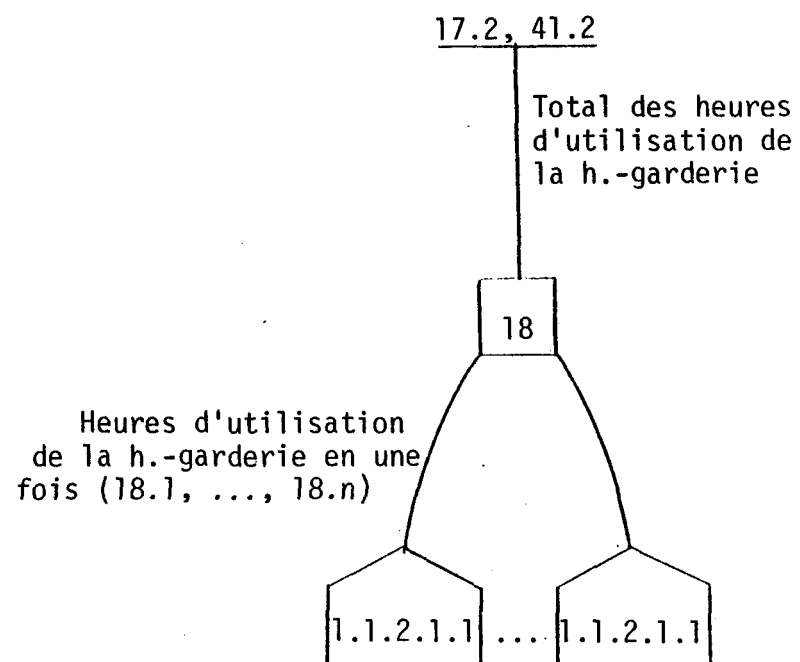 17.2, 41.2
Total des heures
d'utilisation de
la h.-garderie
18
Heures d'utilisation
de la h.-garderie en une
fois (18.1, ..., 18.n)
1.1.2.1.1 ... 1.1.2.1.1